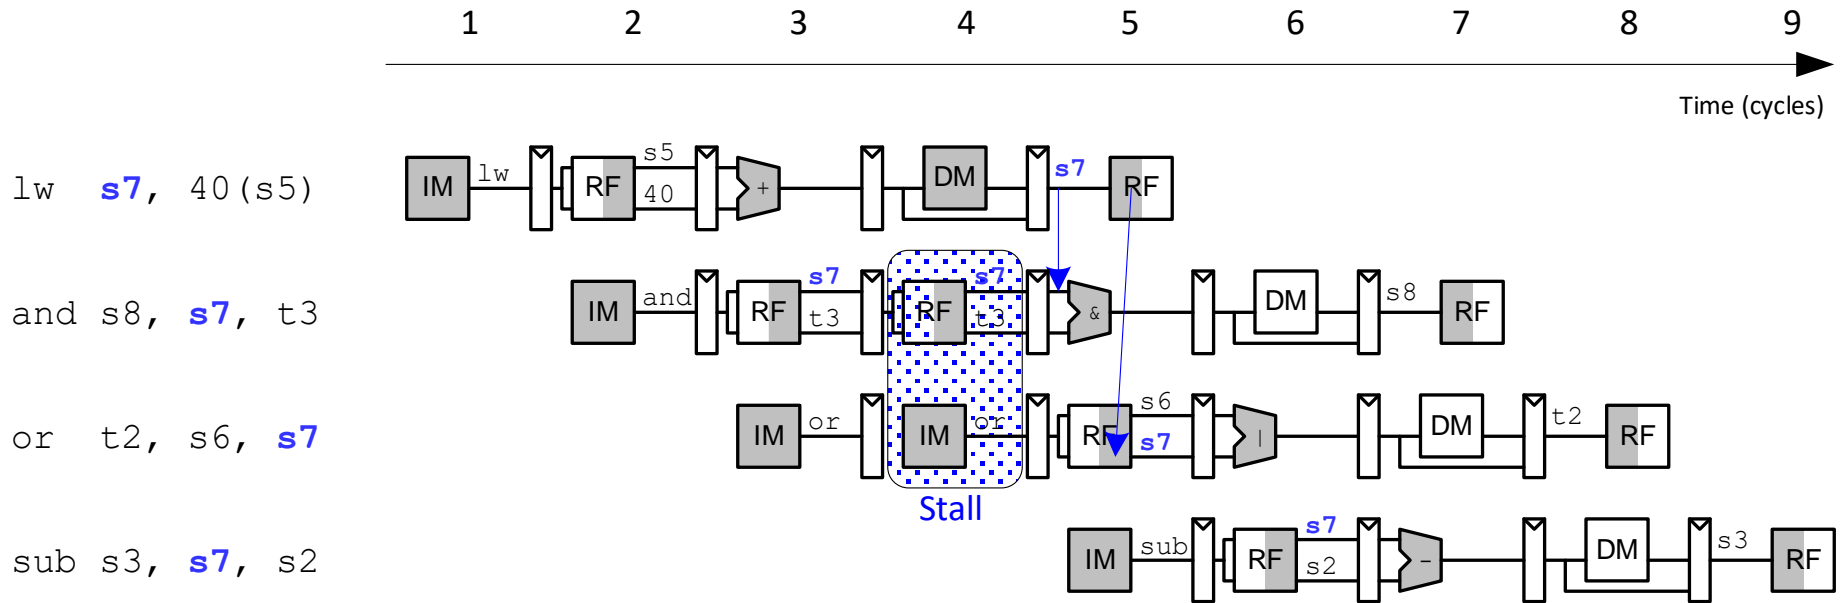 1 2 3 4 5 6 7 8 9
Time (cycles)
lw s7, 40(s5)
IM lw RF s5 40 + DM s7 RF
and s8, s7, t3
IM and RF s7 t3 RF s7 t3 & DM s8 RF
or t2, s6, s7
IM or IM or RF s6 s7 | DM t2 RF
Stall
sub s3, s7, s2
IM sub RF s7 s2 - DM s3 RF